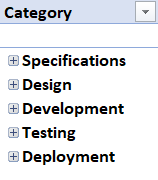 Category
Specifications
Design
Development
Testing
Deployment